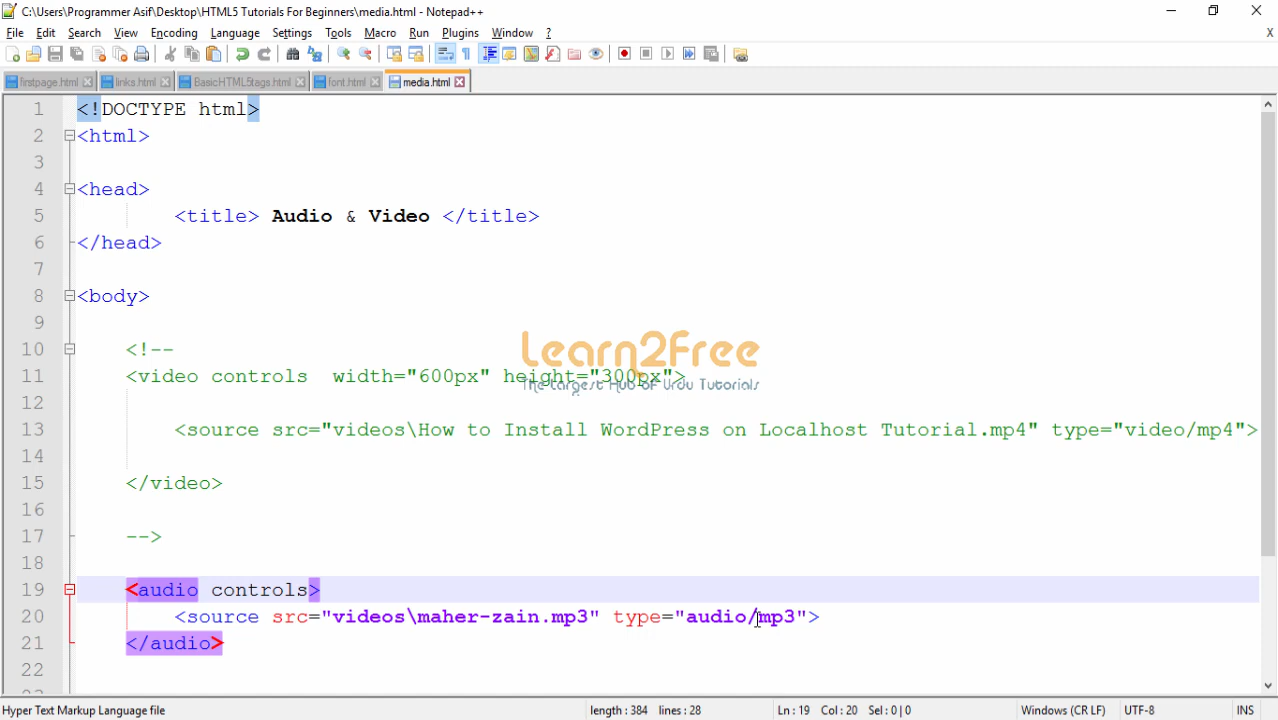 C:\Users\Programmer Asif\Desktop\HTML5 Tutorials For Beginners\media.html - Notepad++
File Edit Search View Encoding Language Settings Tools Macro Run Plugins Window ? X
firstpage.html links.html BasicHTML5tags.html font.html media.html
1 <!DOCTYPE html>
2 <html>
3
4 <head>
5 <title> Audio & Video </title>
6 </head>
7
8 <body>
9
10 <!--
Learn2Free
11 <video controls width="600px" height="300px">
The Largest Hub of Urdu Tutorials
12
13 <source src="videos\How to Install WordPress on Localhost Tutorial.mp4" type="video/mp4">
14
15 </video>
16
17 -->
18
19 <audio controls>
20 <source src="videos\maher-zain.mp3" type="audio/mp3">
21 </audio>
22
Hyper Text Markup Language file length : 384 lines : 28 Ln : 19 Col : 20 Sel : 0 | 0 Windows (CR LF) UTF-8 INS